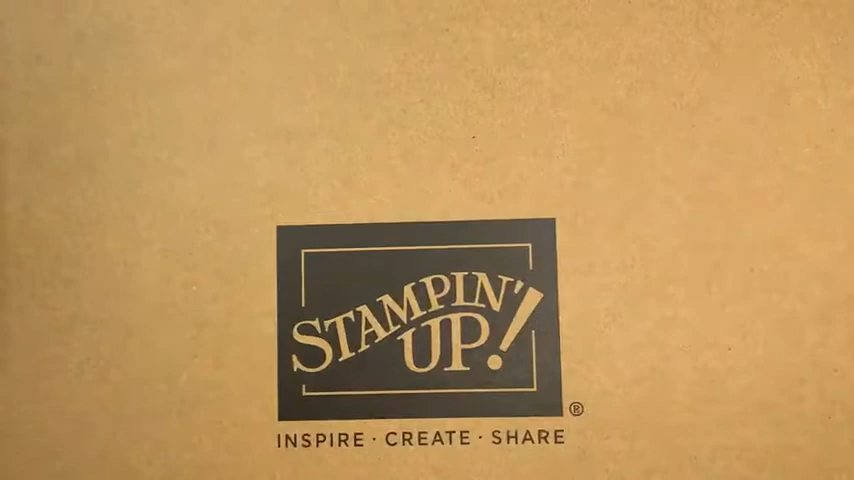 STAMPIN'
UP!
®
INSPIRE · CREATE · SHARE